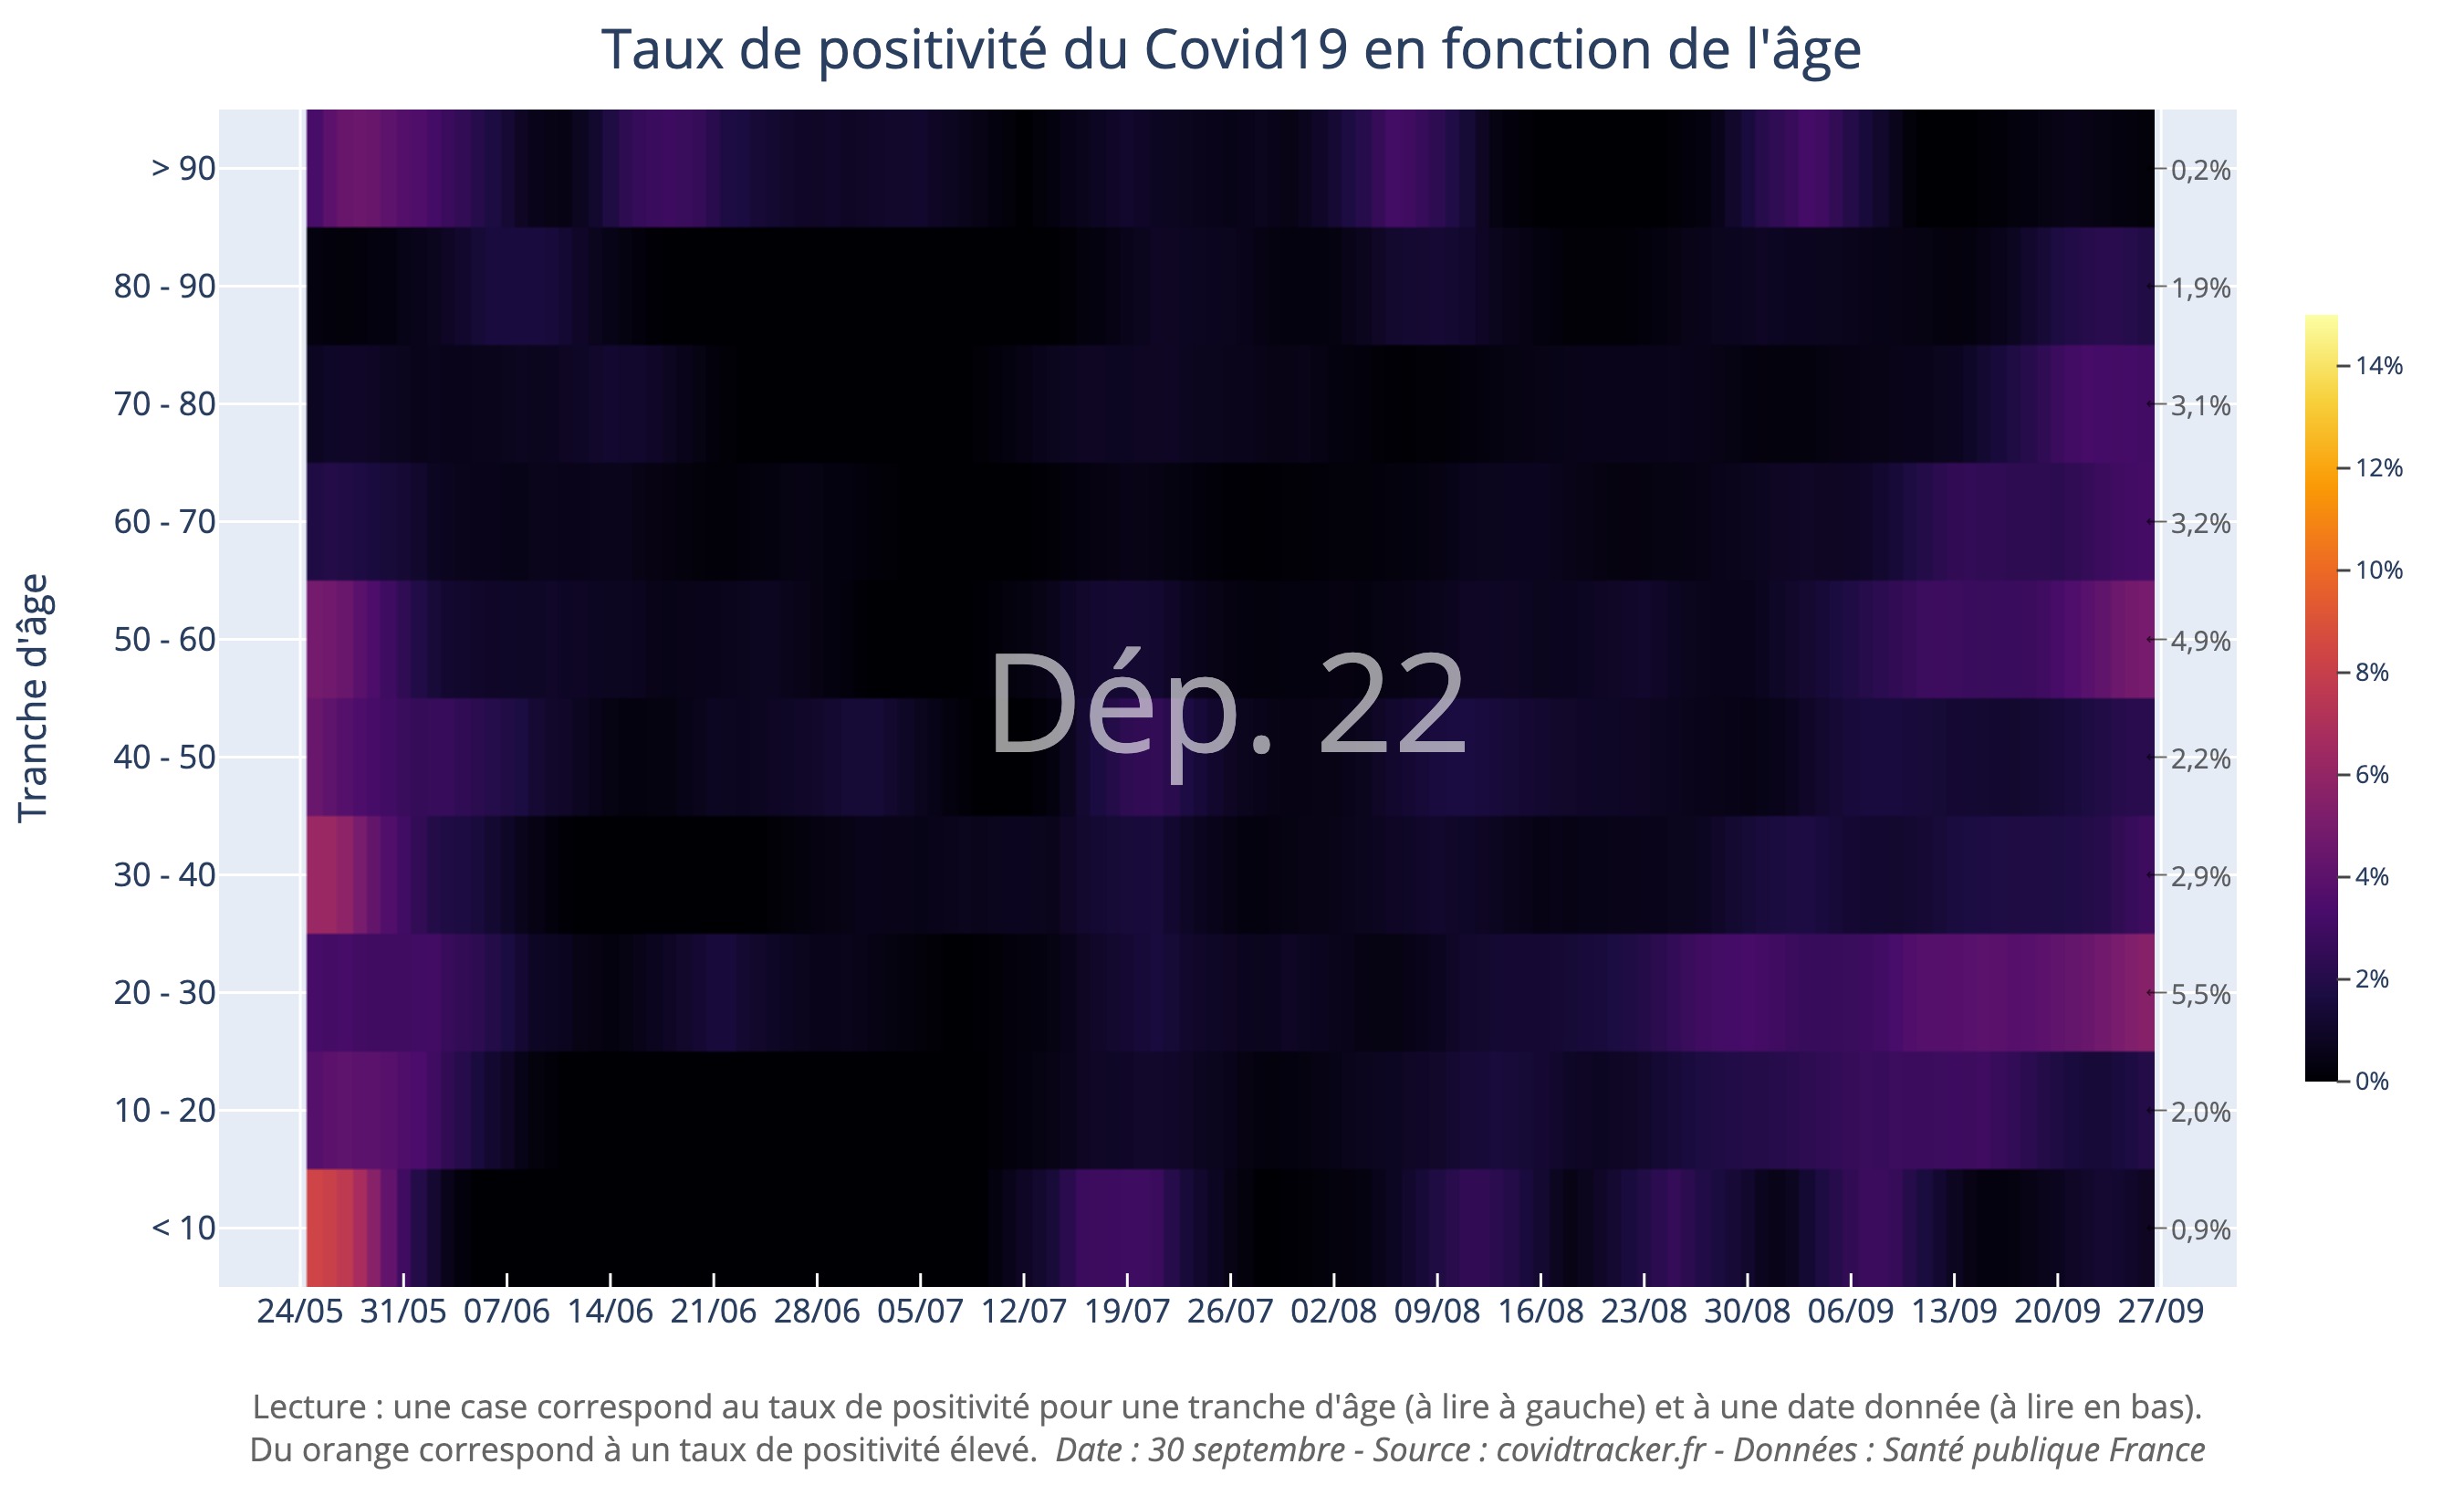 Taux de positivité du Covid19 en fonction de l'âge
Tranche d'âge
> 90
80 - 90
70 - 80
60 - 70
50 - 60
40 - 50
30 - 40
20 - 30
10 - 20
< 10
Dép. 22
0,2%
1,9%
3,1%
3,2%
4,9%
2,2%
2,9%
5,5%
2,0%
0,9%
14%
12%
10%
8%
6%
4%
2%
0%
24/05 31/05 07/06 14/06 21/06 28/06 05/07 12/07 19/07 26/07 02/08 09/08 16/08 23/08 30/08 06/09 13/09 20/09 27/09
Lecture : une case correspond au taux de positivité pour une tranche d'âge (à lire à gauche) et à une date donnée (à lire en bas).
Du orange correspond à un taux de positivité élevé. Date : 30 septembre - Source : covidtracker.fr - Données : Santé publique France